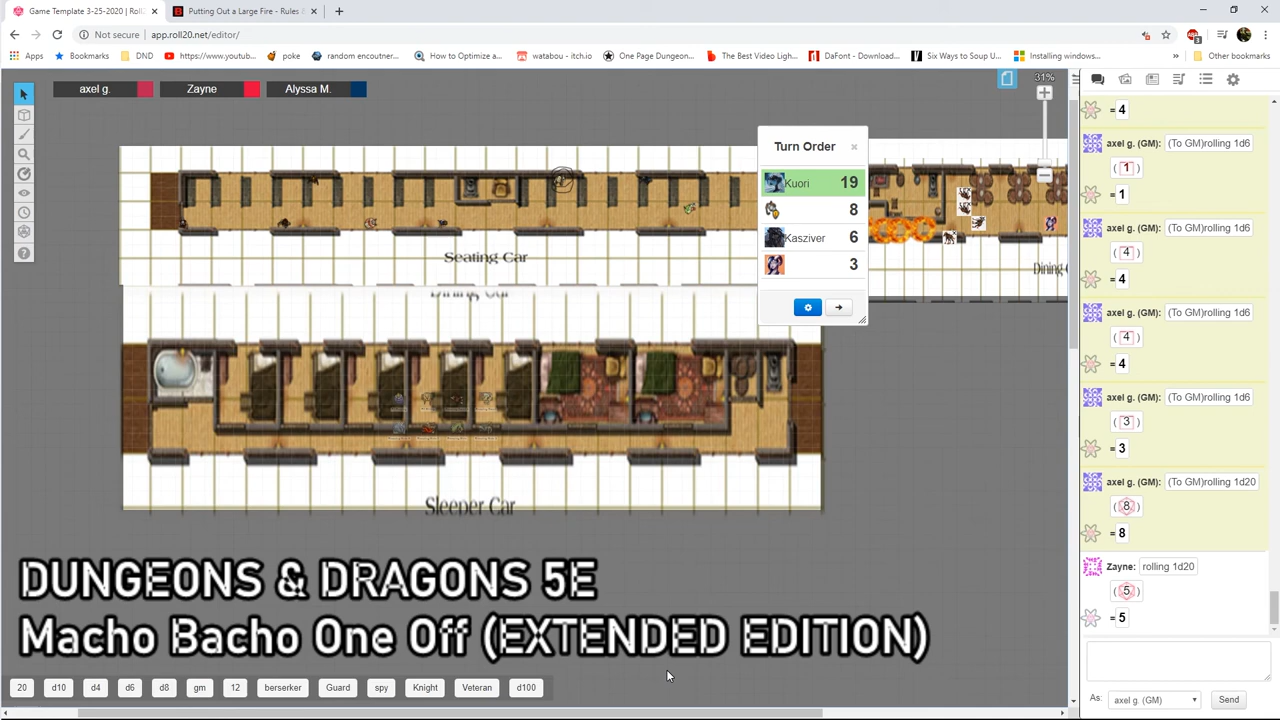 Game Template 3-25-2020 | Roll2
Putting Out a Large Fire - Rules &
Not secure | app.roll20.net/editor/
Apps
Bookmarks
DND
https://www.youtube...
poke
random encoutner...
How to Optimize a...
watabou - itch.io
One Page Dungeon...
The Best Video Ligh...
DaFont - Download...
Six Ways to Soup U...
Installing windows...
»
Other bookmarks
axel g.
Zayne
Alyssa M.
31%
Turn Order
Kuori 19
8
Kasziver 6
3
Seating Car
Dining Car
Sleeper Car
= 4
axel g. (GM): (To GM)rolling 1d6
(1)
= 1
axel g. (GM): (To GM)rolling 1d6
(4)
= 4
axel g. (GM): (To GM)rolling 1d6
(4)
= 4
axel g. (GM): (To GM)rolling 1d6
(3)
= 3
axel g. (GM): (To GM)rolling 1d20
(8)
= 8
Zayne: rolling 1d20
(5)
= 5
DUNGEONS & DRAGONS 5E
Macho Bacho One Off (EXTENDED EDITION)
20
d10
d4
d6
d8
gm
12
berserker
Guard
spy
Knight
Veteran
d100
As: axel g. (GM)
Send